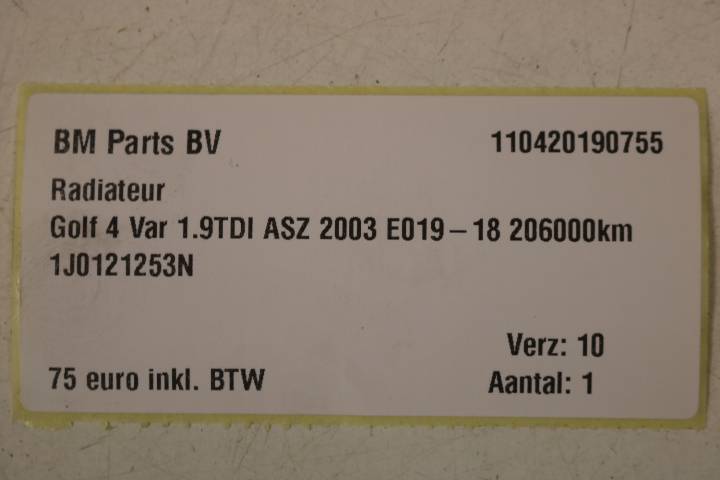 BM Parts BV 110420190755
Radiateur
Golf 4 Var 1.9TDI ASZ 2003 E019-18 206000km
1J0121253N
Verz: 10
75 euro inkl. BTW Aantal: 1